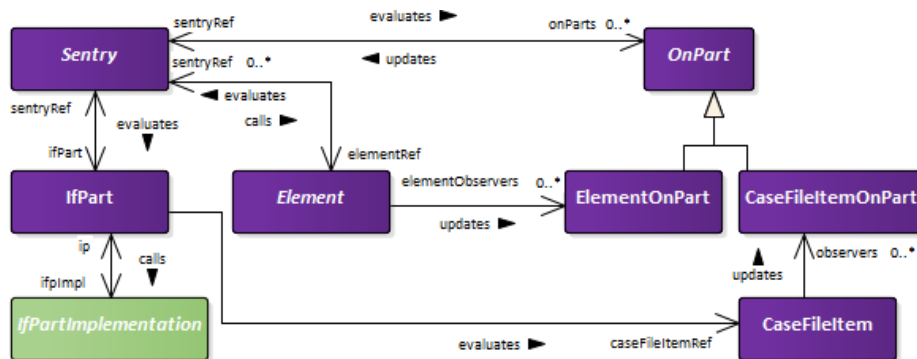 evaluates ►
sentryRef
onParts 0..*
Sentry
OnPart
◄ updates
sentryRef 0..*
◄ evaluates
sentryRef
evaluates
▼
calls ►
ifPart
elementRef
IfPart
Element
elementObservers 0..*
ElementOnPart
CaseFileItemOnPart
updates ►
ip
calls
▼
ifpImpl
▲
updates
observers 0..*
IfPartImplementation
CaseFileItem
evaluates ►
caseFileItemRef